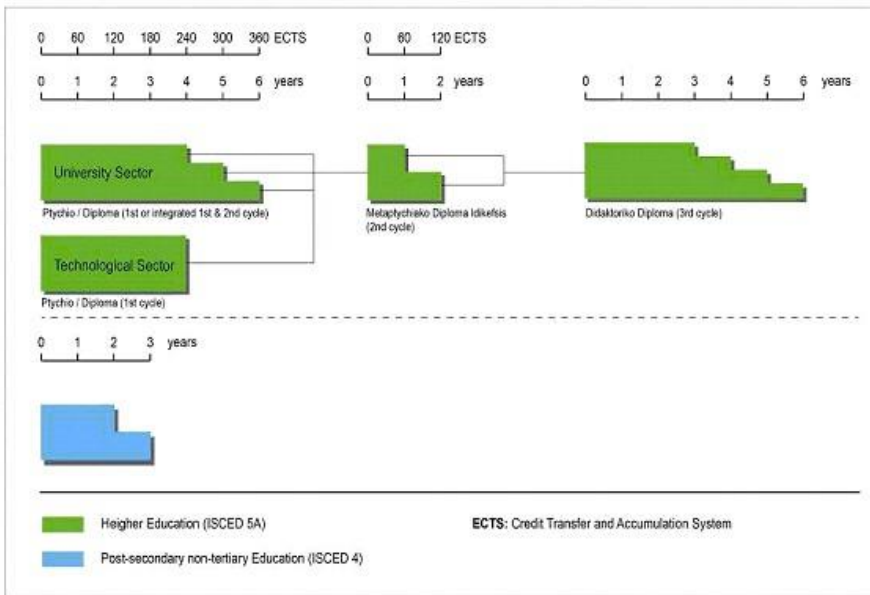 0 60 120 180 240 300 360 ECTS
0 60 120 ECTS
0 1 2 3 4 5 6 years
0 1 2 years
0 1 2 3 4 5 6 years
University Sector
Ptychio / Diploma (1st or integrated 1st & 2nd cycle)
Metaptychiako Diploma Idikefsis
(2nd cycle)
Didaktoriko Diploma (3rd cycle)
Technological Sector
Ptychio / Diploma (1st cycle)
0 1 2 3 years
Heigher Education (ISCED 5A)
ECTS: Credit Transfer and Accumulation System
Post-secondary non-tertiary Education (ISCED 4)